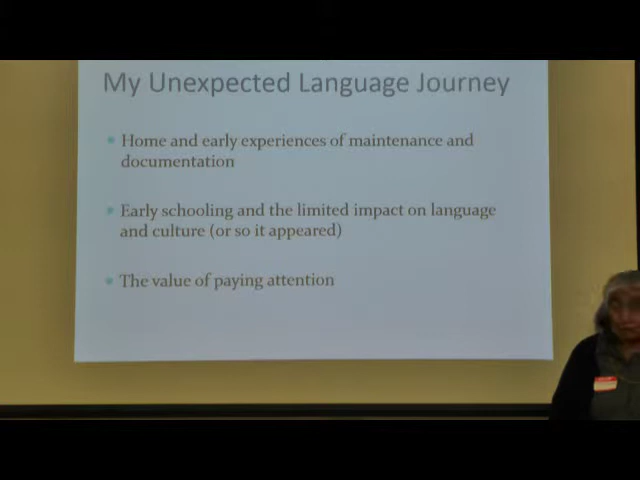 My Unexpected Language Journey
Home and early experiences of maintenance and
documentation
Early schooling and the limited impact on language
and culture (or so it appeared)
The value of paying attention